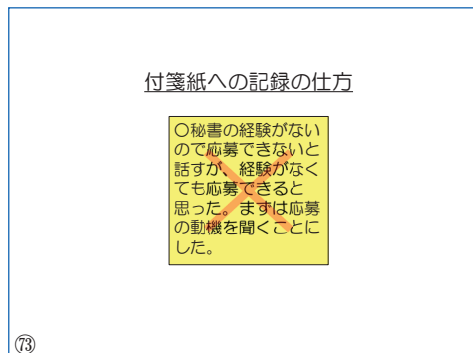 付箋紙への記録の仕方
○秘書の経験がない
ので応募できないと
話すが、経験がなく
ても応募できると
思った。まずは応募
の動機を聞くことに
した。
73